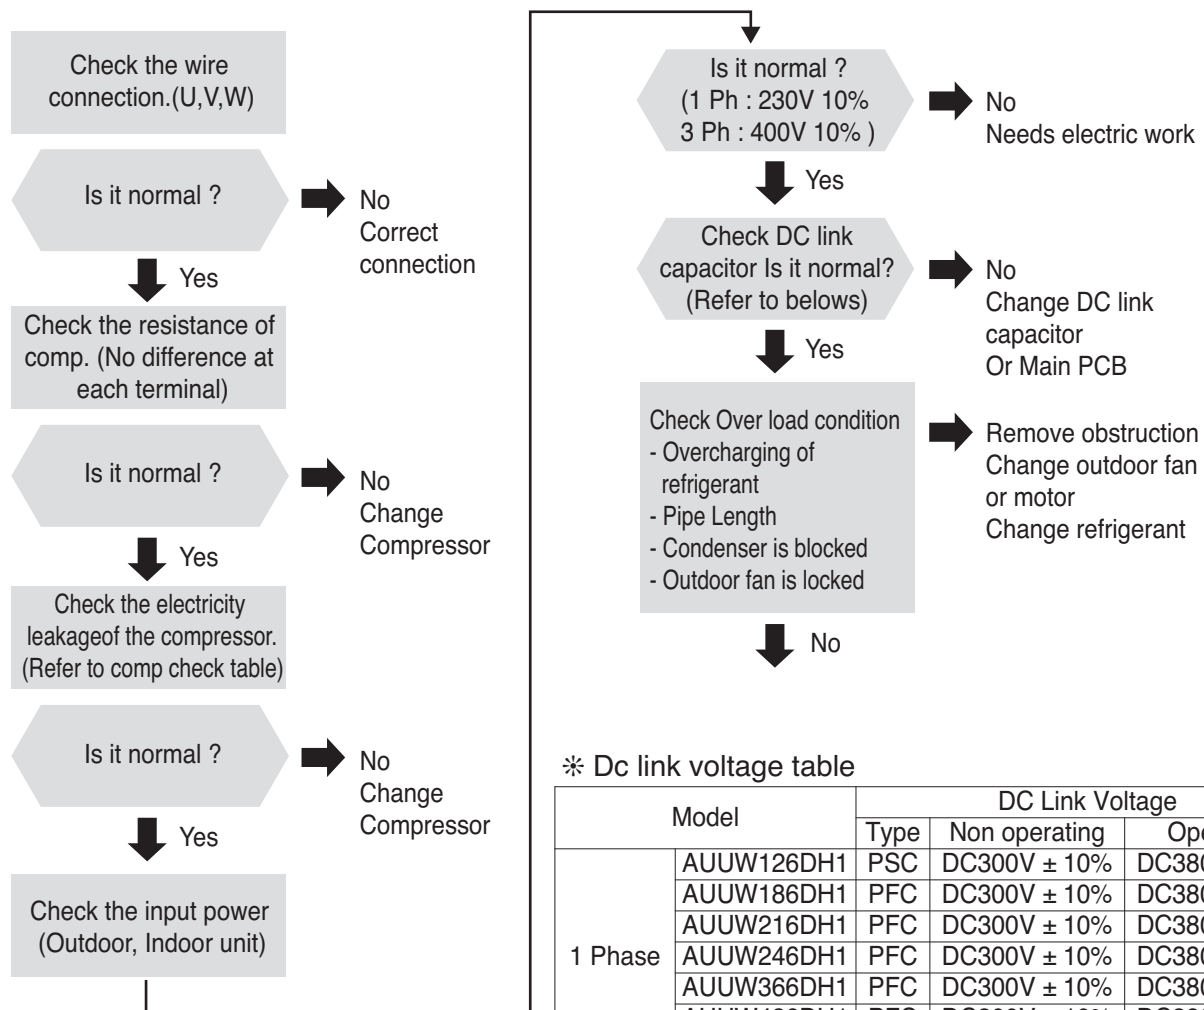 Check the wire
connection.(U,V,W)
Is it normal ?
No
Correct
connection
Yes
Check the resistance of
comp. (No difference at
each terminal)
Is it normal ?
No
Change
Compressor
Yes
Check the electricity
leakageof the compressor.
(Refer to comp check table)
Is it normal ?
No
Change
Compressor
Yes
Check the input power
(Outdoor, Indoor unit)
Is it normal ?
(1 Ph : 230V 10%
3 Ph : 400V 10% )
No
Needs electric work
Yes
Check DC link
capacitor Is it normal?
(Refer to belows)
No
Change DC link
capacitor
Or Main PCB
Yes
Check Over load condition
- Overcharging of
refrigerant
- Pipe Length
- Condenser is blocked
- Outdoor fan is locked
Remove obstruction
Change outdoor fan
or motor
Change refrigerant
No
※ Dc link voltage table
Model DC Link Voltage
Type Non operating
1 Phase
AUUW126DH1 PSC DC300V ± 10% DC380
AUUW186DH1 PFC DC300V ± 10% DC380
AUUW216DH1 PFC DC300V ± 10% DC380
AUUW246DH1 PFC DC300V ± 10% DC380
AUUW366DH1 PFC DC300V ± 10% DC380